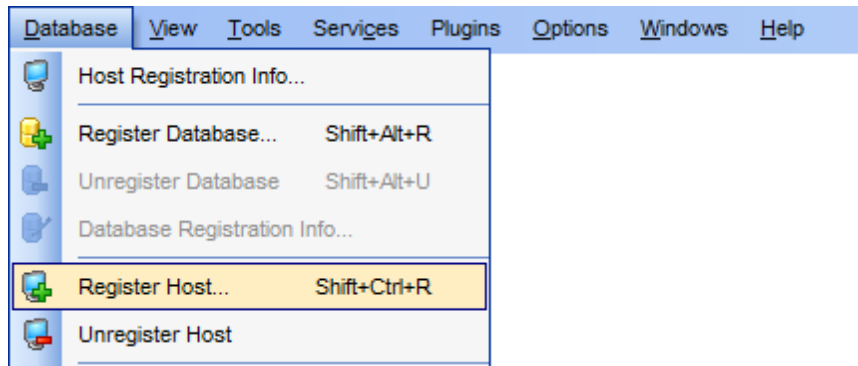 Database View Tools Services Plugins Options Windows Help
Host Registration Info...
Register Database... Shift+Alt+R
Unregister Database Shift+Alt+U
Database Registration Info...
Register Host... Shift+Ctrl+R
Unregister Host